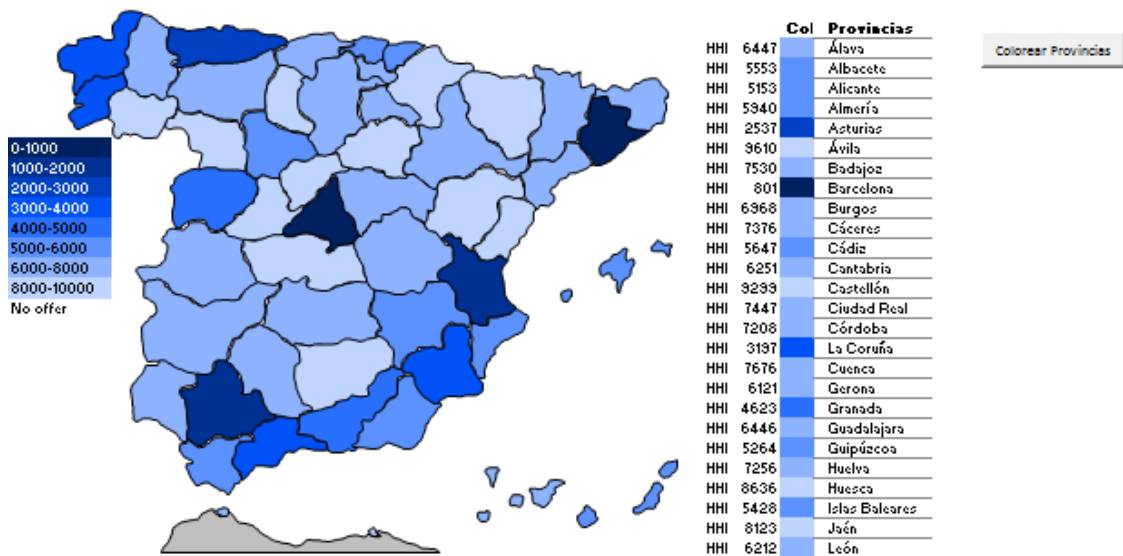 0-1000
1000-2000
2000-3000
3000-4000
4000-5000
5000-6000
6000-8000
8000-10000
No offer
Col Provincias
HHI 6447 Álava
HHI 5553 Albacete
HHI 5153 Alicante
HHI 5940 Almería
HHI 2537 Asturias
HHI 9610 Ávila
HHI 7530 Badajoz
HHI 801 Barcelona
HHI 6968 Burgos
HHI 7376 Cáceres
HHI 5647 Cádiz
HHI 6251 Cantabria
HHI 9299 Castellón
HHI 7447 Ciudad Real
HHI 7208 Córdoba
HHI 3197 La Coruña
HHI 7676 Cuenca
HHI 6121 Gerona
HHI 4623 Granada
HHI 6446 Guadalajara
HHI 5264 Guipúzcoa
HHI 7256 Huelva
HHI 8636 Huesca
HHI 5428 Islas Baleares
HHI 8123 Jaén
HHI 6212 León
Colorear Provincias